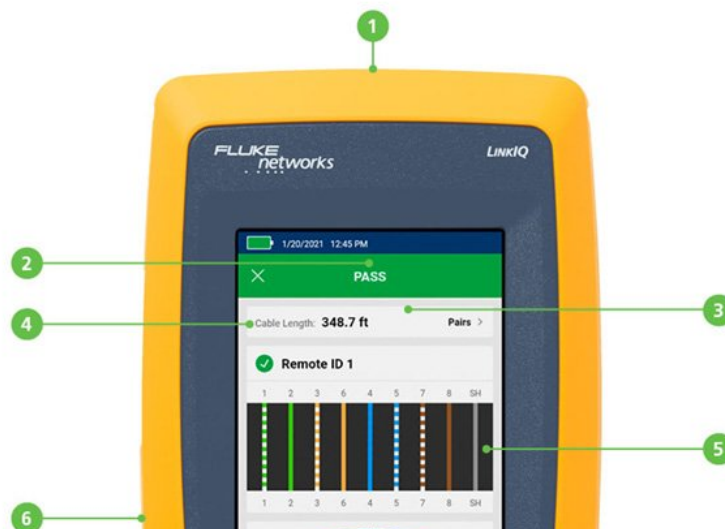 1
FLUKE
networks
LINKIQ
1/20/2021 12:45 PM
2
× PASS
3
4
Cable Length: 348.7 ft Pairs >
Remote ID 1
1 2 3 6 4 5 7 8 SH
5
1 2 3 6 4 5 7 8 SH
6